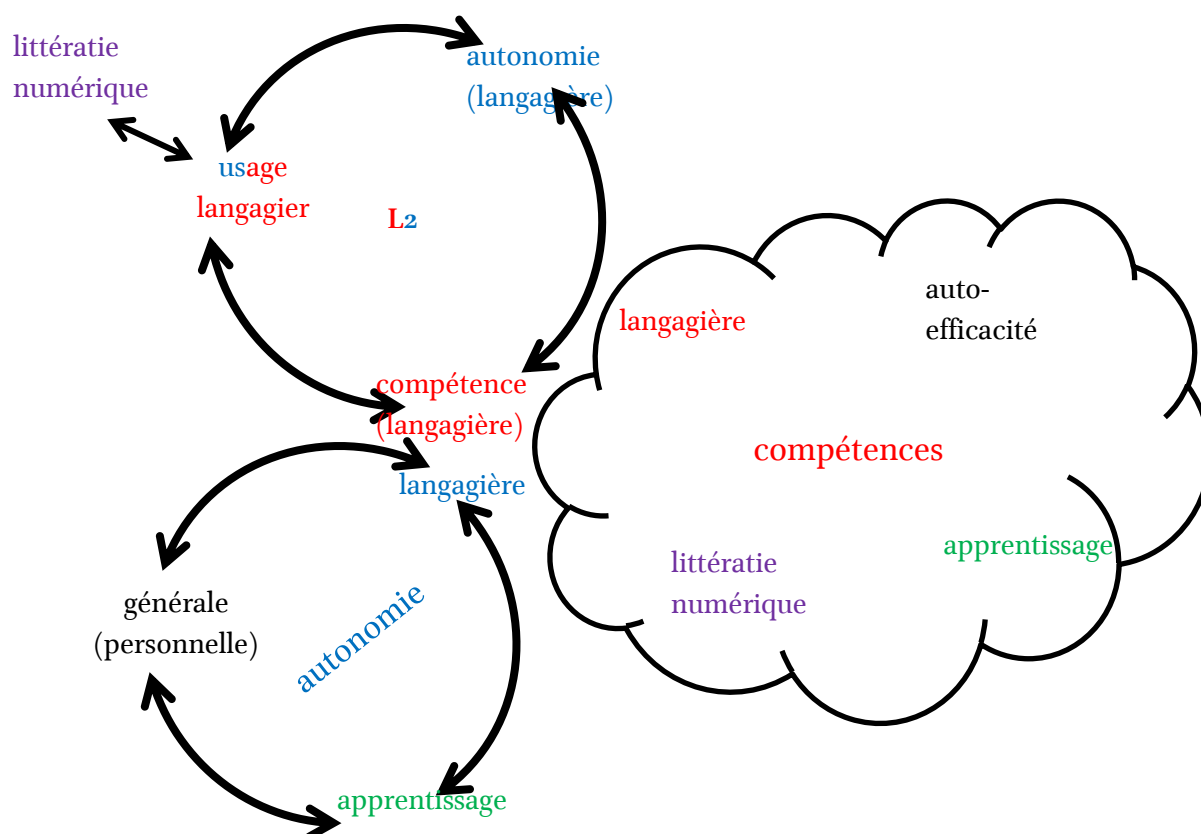 littératie
numérique
autonomie
(langagière)
usage
langagier
L2
compétence
(langagière)
langagière
générale
(personnelle)
autonomie
apprentissage
langagière
auto-
efficacité
compétences
littératie
numérique
apprentissage